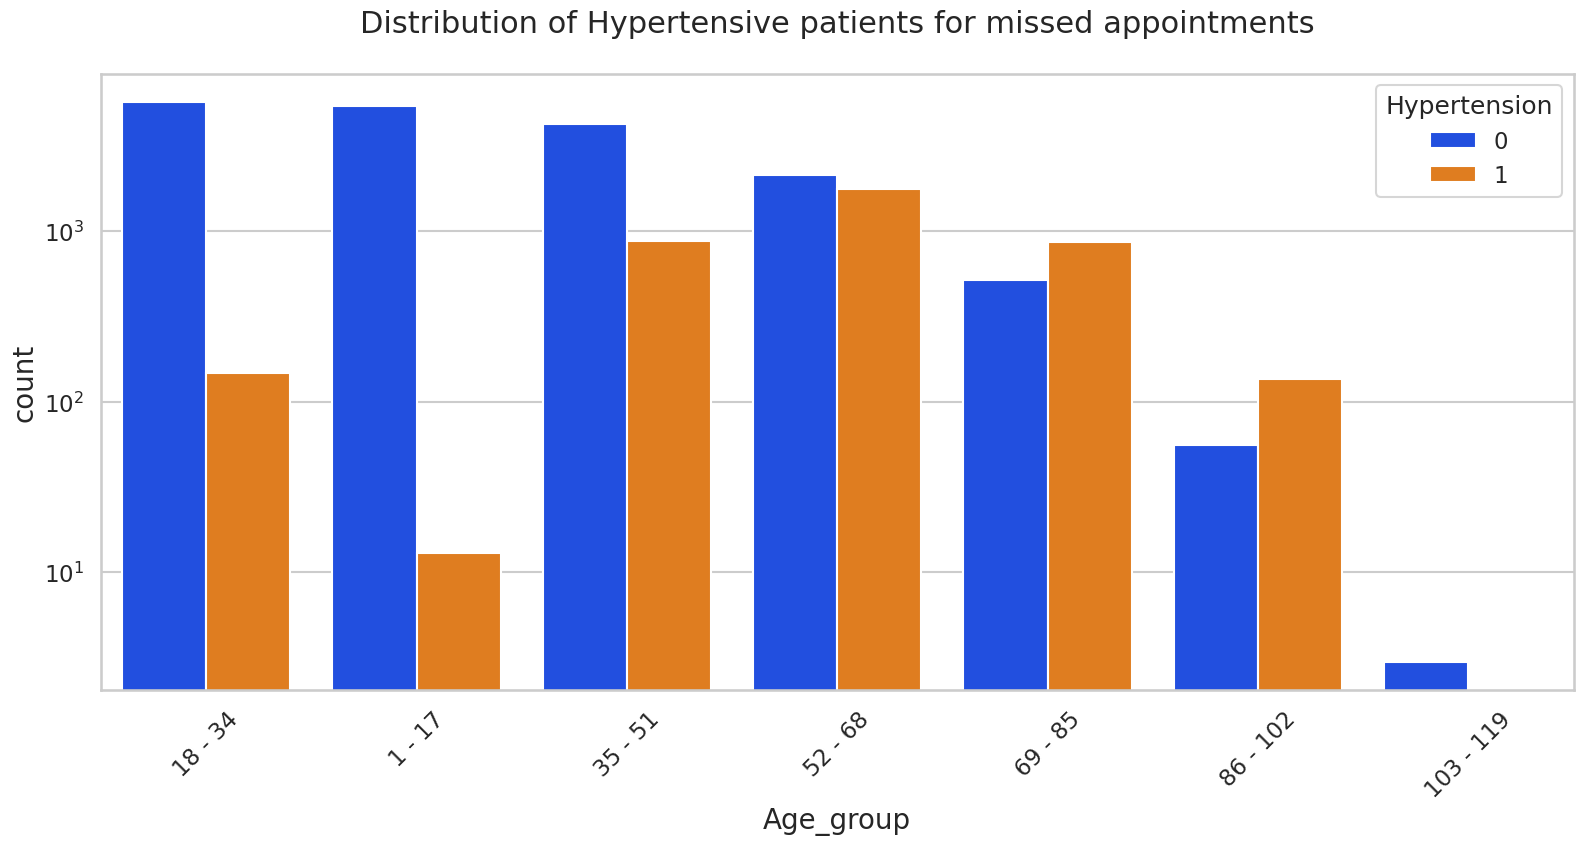 Distribution of Hypertensive patients for missed appointments
Hypertension
0
1
10³
10²
10¹
count
18 - 34
1 - 17
35 - 51
52 - 68
69 - 85
86 - 102
103 - 119
Age_group